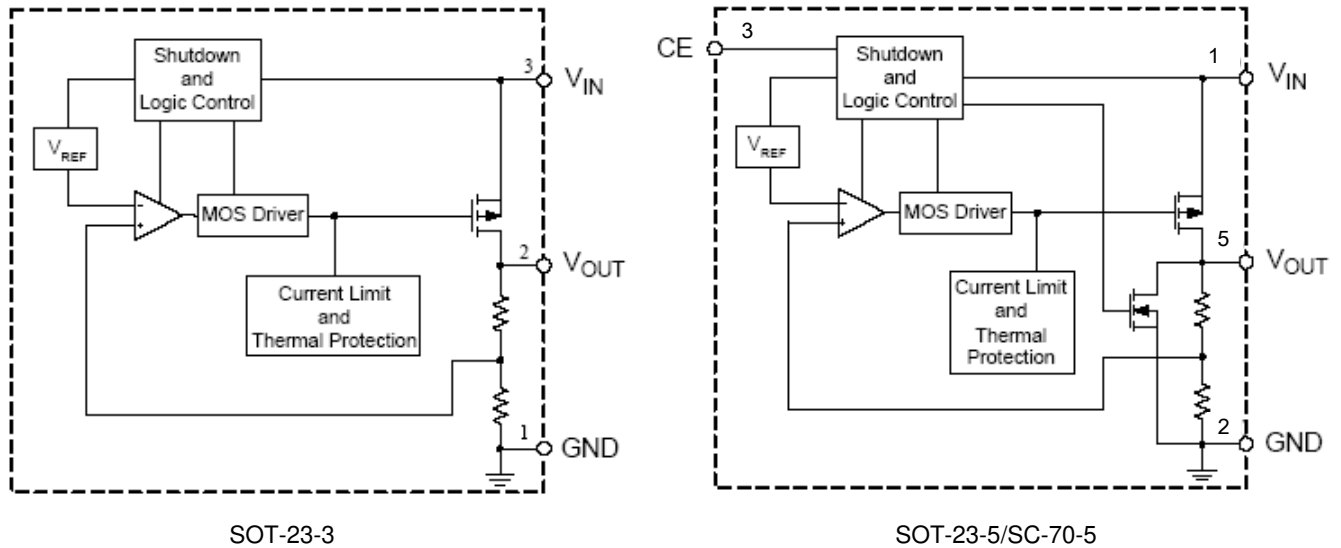 Shutdown
and
Logic Control
3
VIN
VREF
-
+
MOS Driver
2
VOUT
Current Limit
and
Thermal Protection
1
GND
SOT-23-3
CE
3
Shutdown
and
Logic Control
1
VIN
VREF
-
+
MOS Driver
5
VOUT
Current Limit
and
Thermal
Protection
2
GND
SOT-23-5/SC-70-5